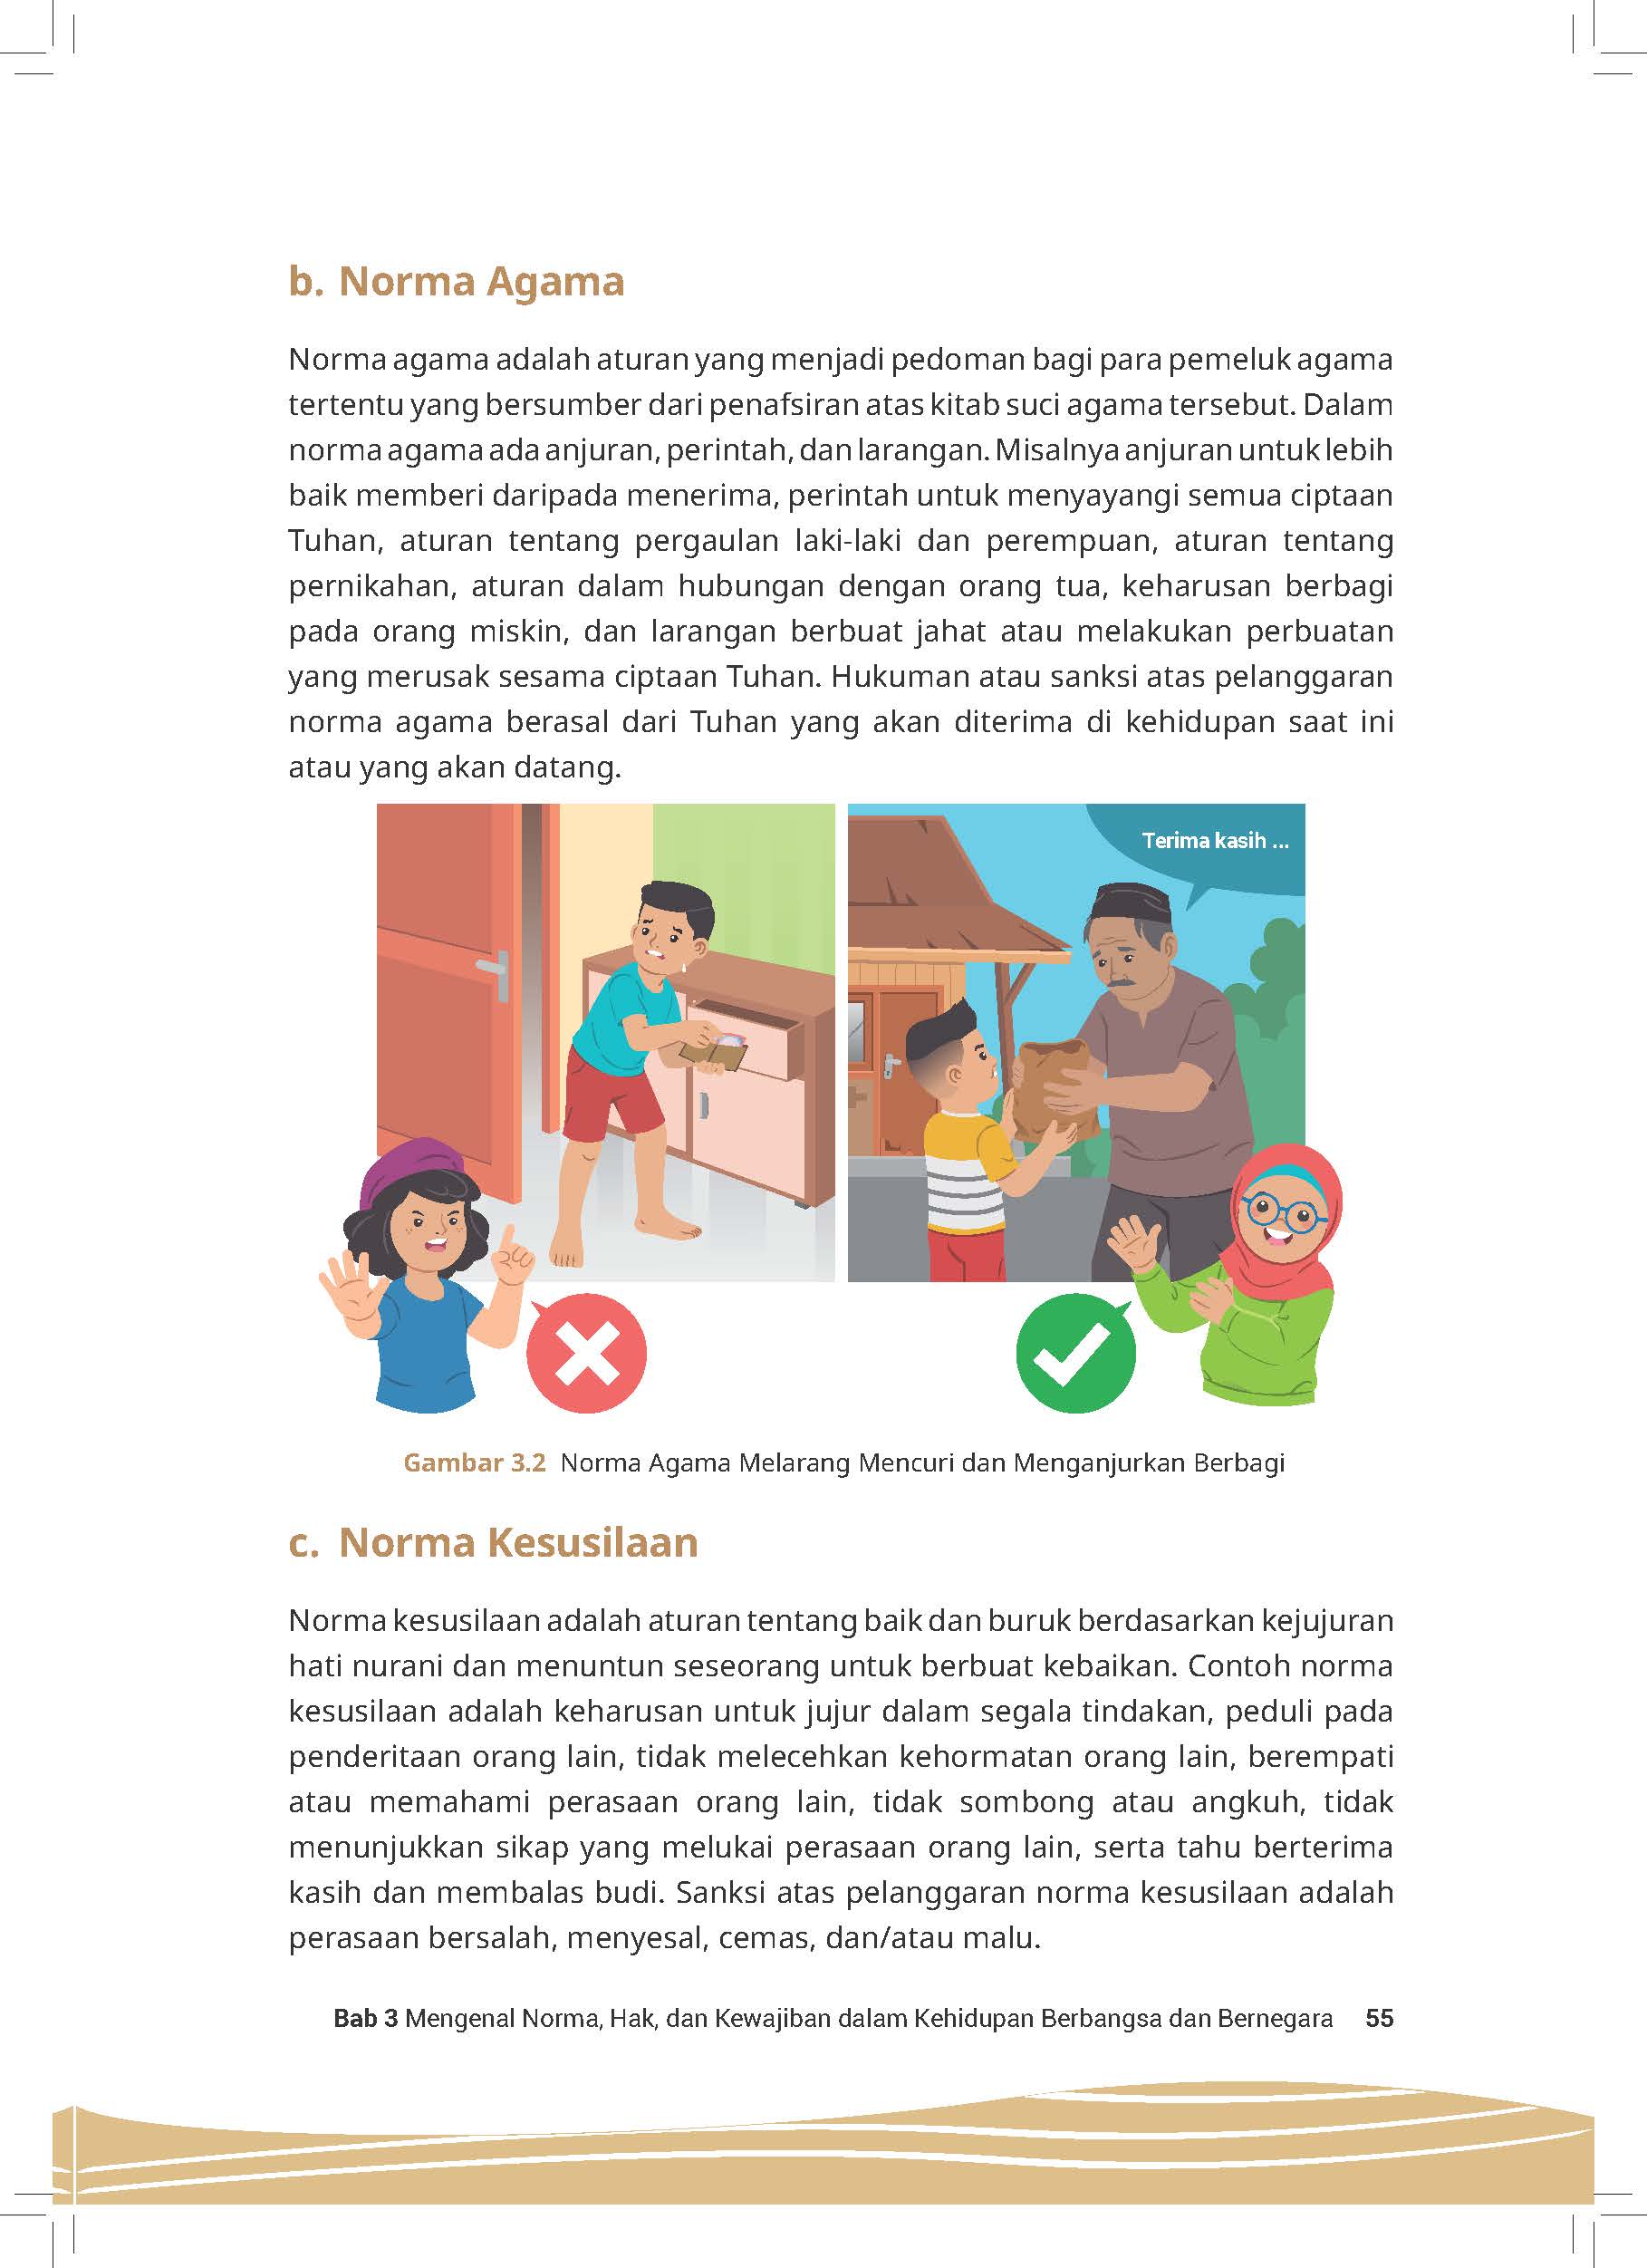 b. Norma Agama
Norma agama adalah aturan yang menjadi pedoman bagi para pemeluk agama
tertentu yang bersumber dari penafsiran atas kitab suci agama tersebut. Dalam
norma agama ada anjuran, perintah, dan larangan. Misalnya anjuran untuk lebih
baik memberi daripada menerima, perintah untuk menyayangi semua ciptaan
Tuhan, aturan tentang pergaulan laki-laki dan perempuan, aturan tentang
pernikahan, aturan dalam hubungan dengan orang tua, keharusan berbagi
pada orang miskin, dan larangan berbuat jahat atau melakukan perbuatan
yang merusak sesama ciptaan Tuhan. Hukuman atau sanksi atas pelanggaran
norma agama berasal dari Tuhan yang akan diterima di kehidupan saat ini
atau yang akan datang.
Terima kasih ...
Gambar 3.2 Norma Agama Melarang Mencuri dan Menganjurkan Berbagi
c. Norma Kesusilaan
Norma kesusilaan adalah aturan tentang baik dan buruk berdasarkan kejujuran
hati nurani dan menuntun seseorang untuk berbuat kebaikan. Contoh norma
kesusilaan adalah keharusan untuk jujur dalam segala tindakan, peduli pada
penderitaan orang lain, tidak melecehkan kehormatan orang lain, berempati
atau memahami perasaan orang lain, tidak sombong atau angkuh, tidak
menunjukkan sikap yang melukai perasaan orang lain, serta tahu berterima
kasih dan membalas budi. Sanksi atas pelanggaran norma kesusilaan adalah
perasaan bersalah, menyesal, cemas, dan/atau malu.
Bab 3 Mengenal Norma, Hak, dan Kewajiban dalam Kehidupan Berbangsa dan Bernegara 55